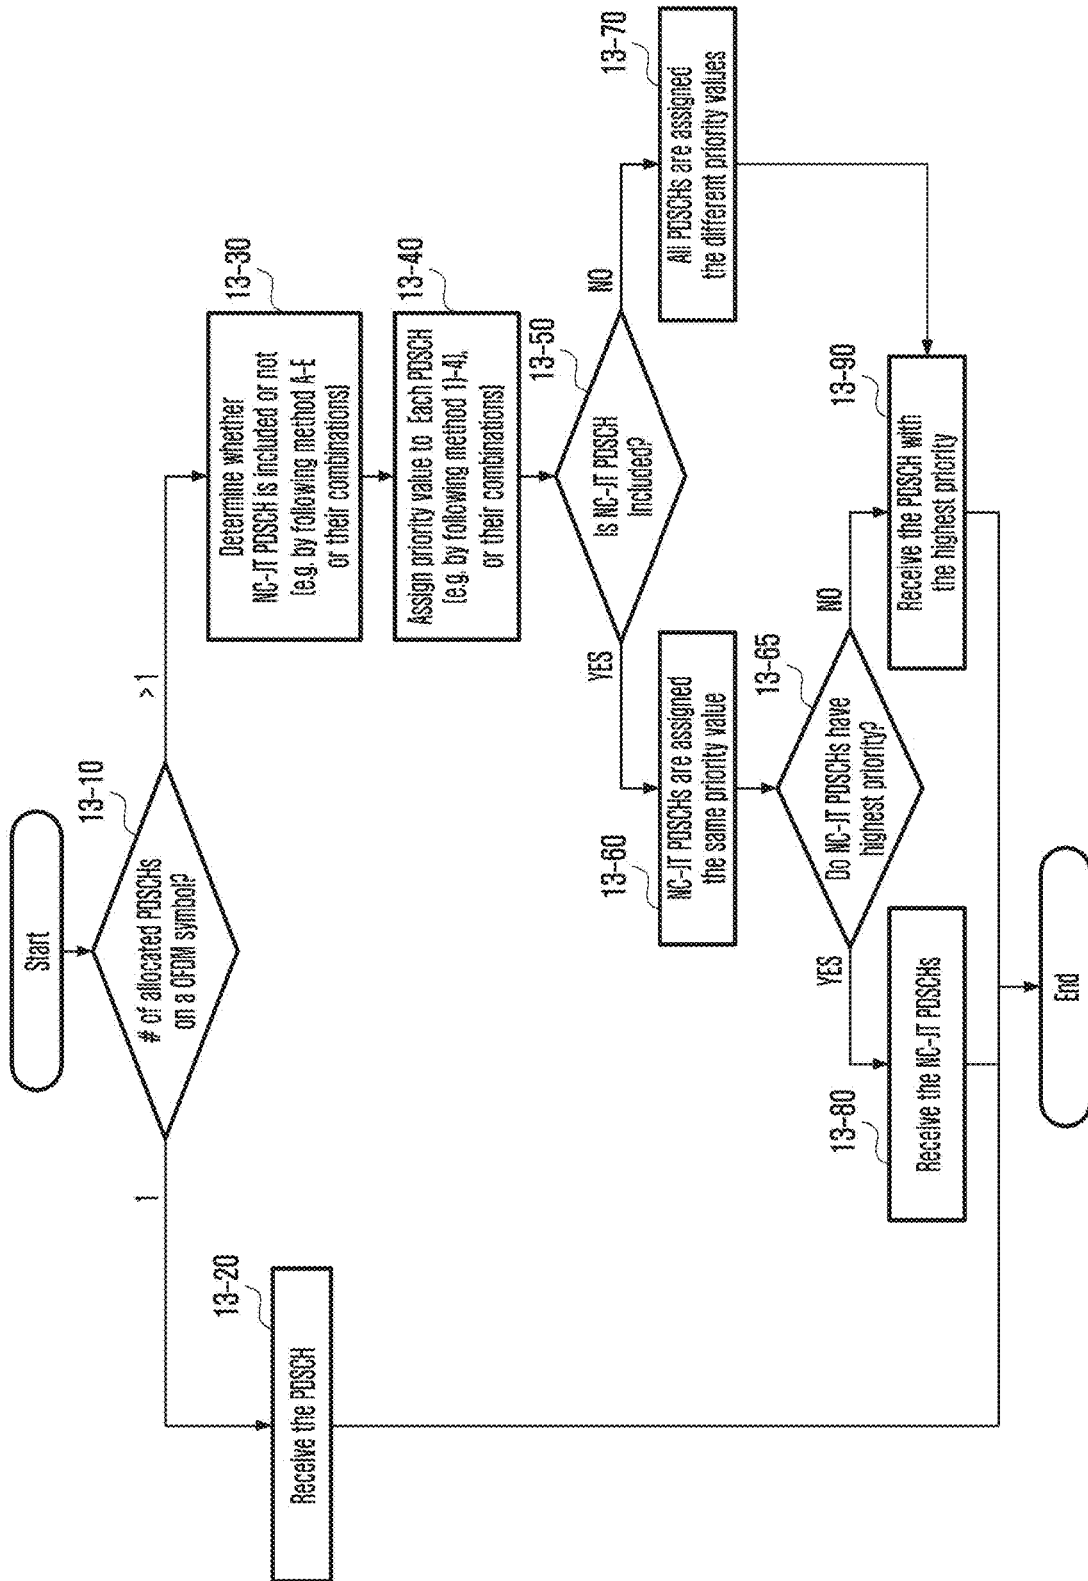 Start
13-10
# of allocated PDSCHs
on a OFDM symbol?
1
>1
13-20
Receive the PDSCH
13-30
Determine whether
NC-JT PDSCH is included or not
(e.g. by following method A-E
or their combinations)
13-40
Assign priority value to Each PDSCH
(e.g. by following method 1)-4),
or their combinations)
13-50
Is NC-JT PDSCH
Included?
YES
NO
13-60
NC-JT PDSCHs are assigned
the same priority value
13-70
All PDSCHs are assigned
the different priority values
13-65
Do NC-JT PDSCHs have
highest priority?
YES
NO
13-80
Receive the NC-JT PDSCHs
13-90
Receive the PDSCH with
the highest priority
End